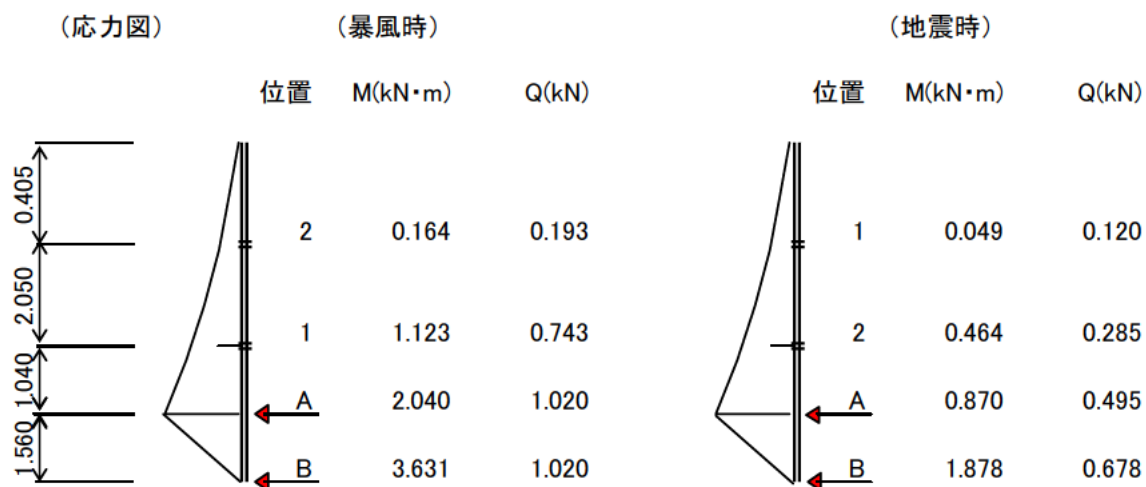 (応力図) (暴風時) (地震時)
位置 M(kN・m) Q(kN) 位置 M(kN・m) Q(kN)
0.405
2 0.164 0.193 1 0.049 0.120
2.050
1 1.123 0.743 2 0.464 0.285
1.040
A 2.040 1.020 A 0.870 0.495
1.560
B 3.631 1.020 B 1.878 0.678